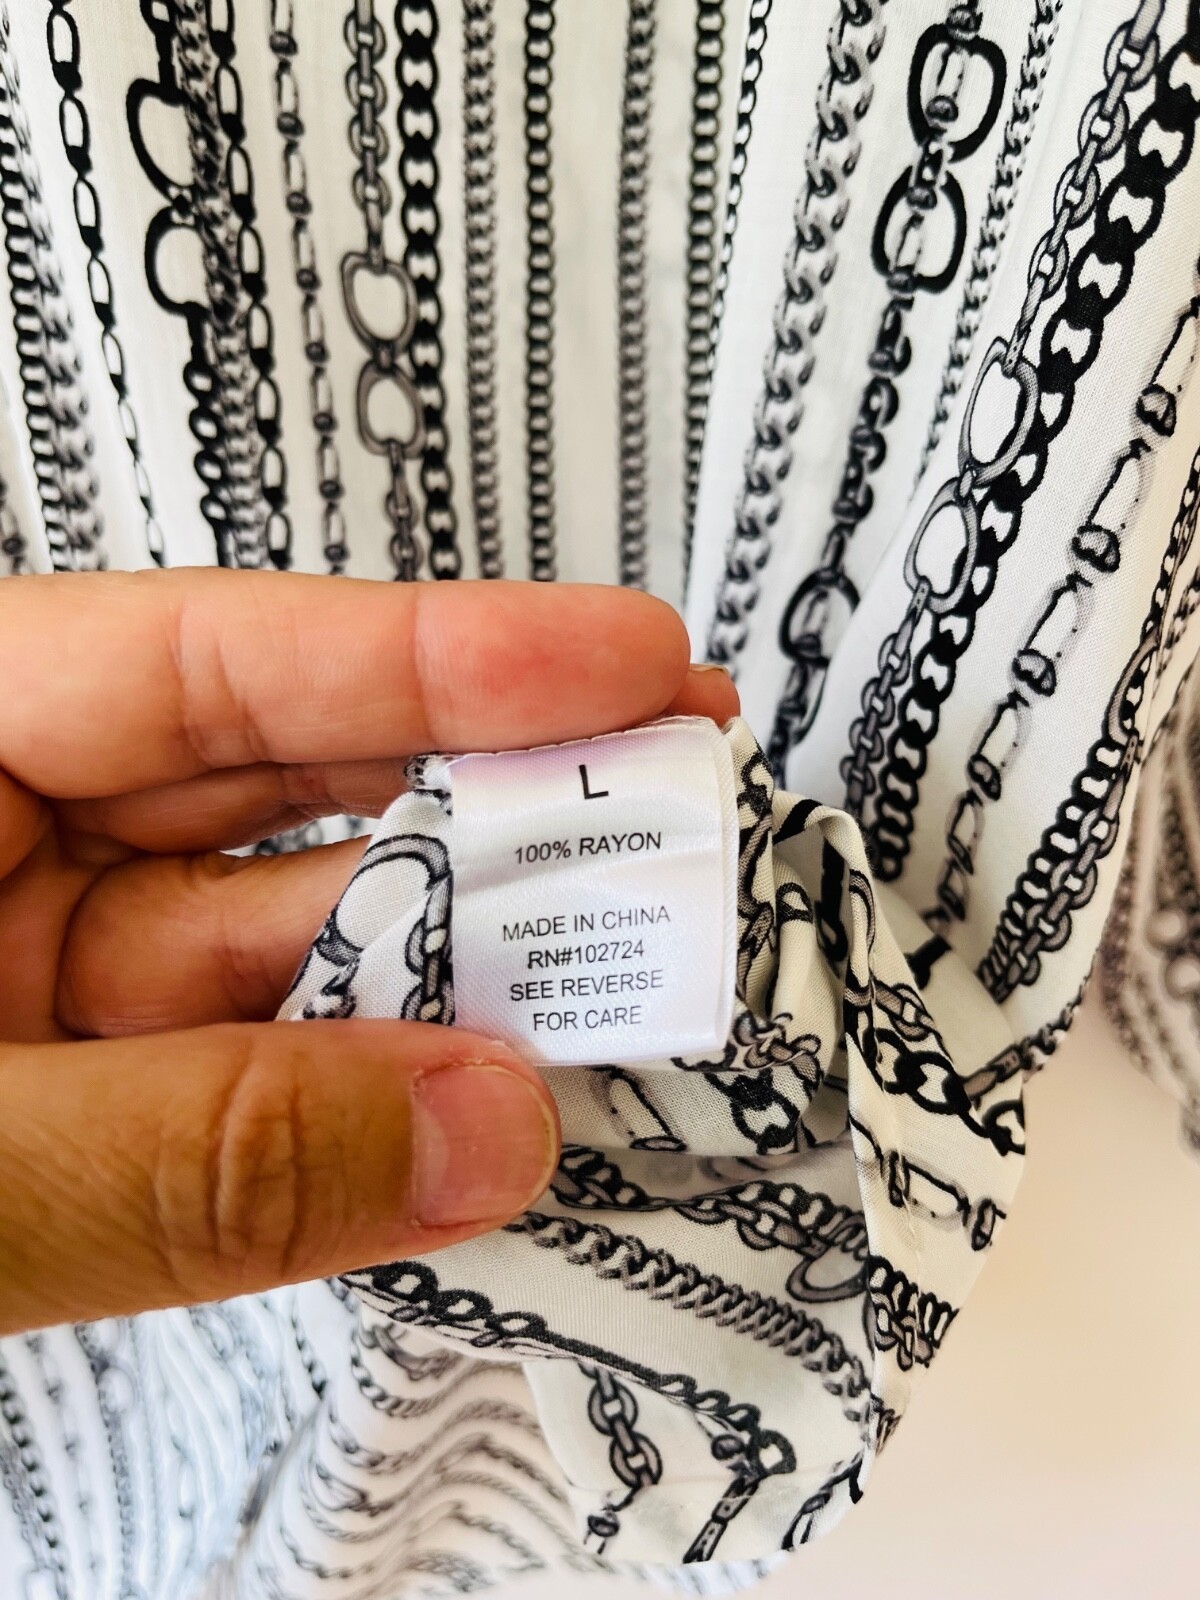 L
100% RAYON
MADE IN CHINA
RN#102724
SEE REVERSE
FOR CARE